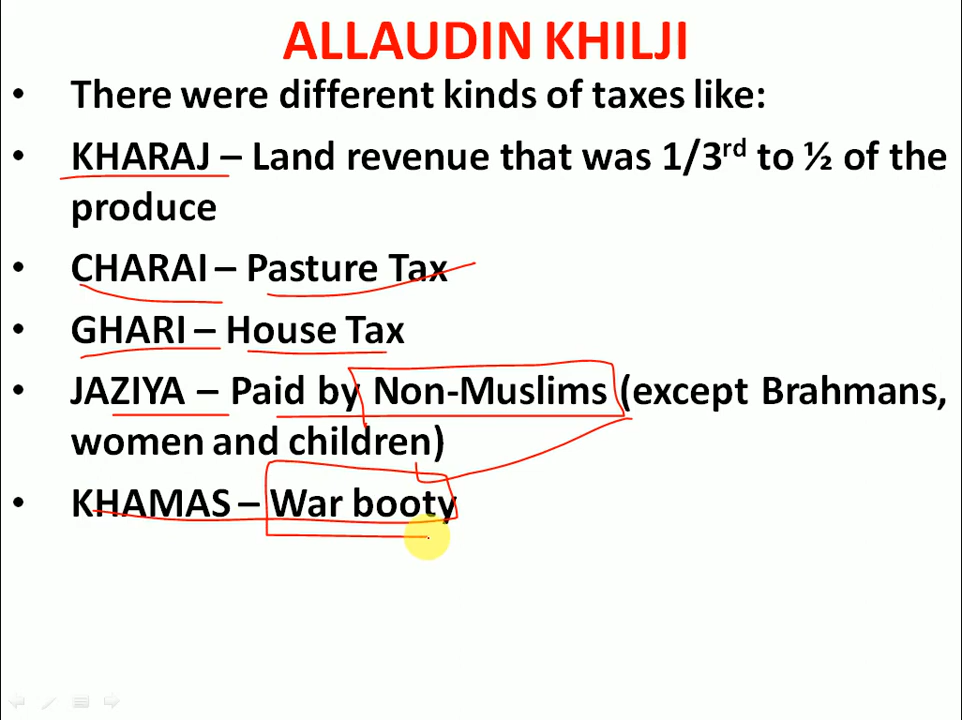 ALLAUDIN KHILJI
• There were different kinds of taxes like:
• KHARAJ – Land revenue that was 1/3rd to ½ of the
produce
• CHARAI – Pasture Tax
• GHARI – House Tax
• JAZIYA – Paid by Non-Muslims (except Brahmans,
women and children)
• KHAMAS – War booty